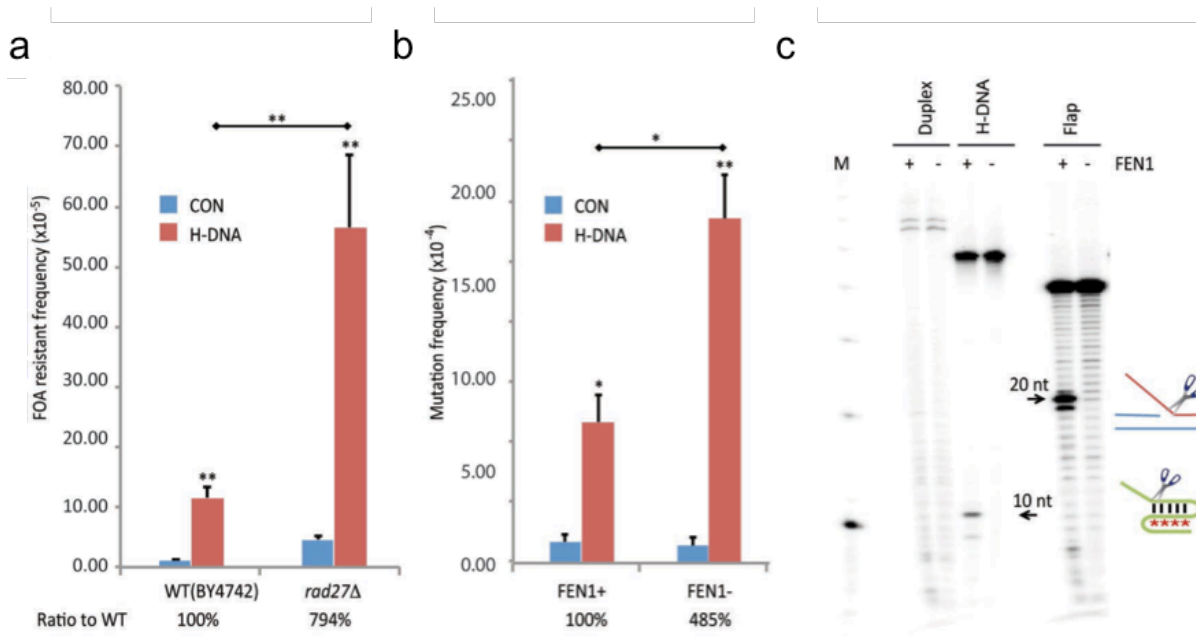 a
FOA resistant frequency (x10⁻⁵)
80.00
70.00
60.00
50.00
40.00
30.00
20.00
10.00
0.00
**
**
**
CON
H-DNA
WT(BY4742)
rad27Δ
Ratio to WT
100%
794%
b
Mutation frequency (x10⁻⁴)
25.00
20.00
15.00
10.00
5.00
0.00
*
**
*
CON
H-DNA
FEN1+
FEN1-
100%
485%
c
Duplex
H-DNA
Flap
M
+ - + - + - FEN1
20 nt
10 nt
****